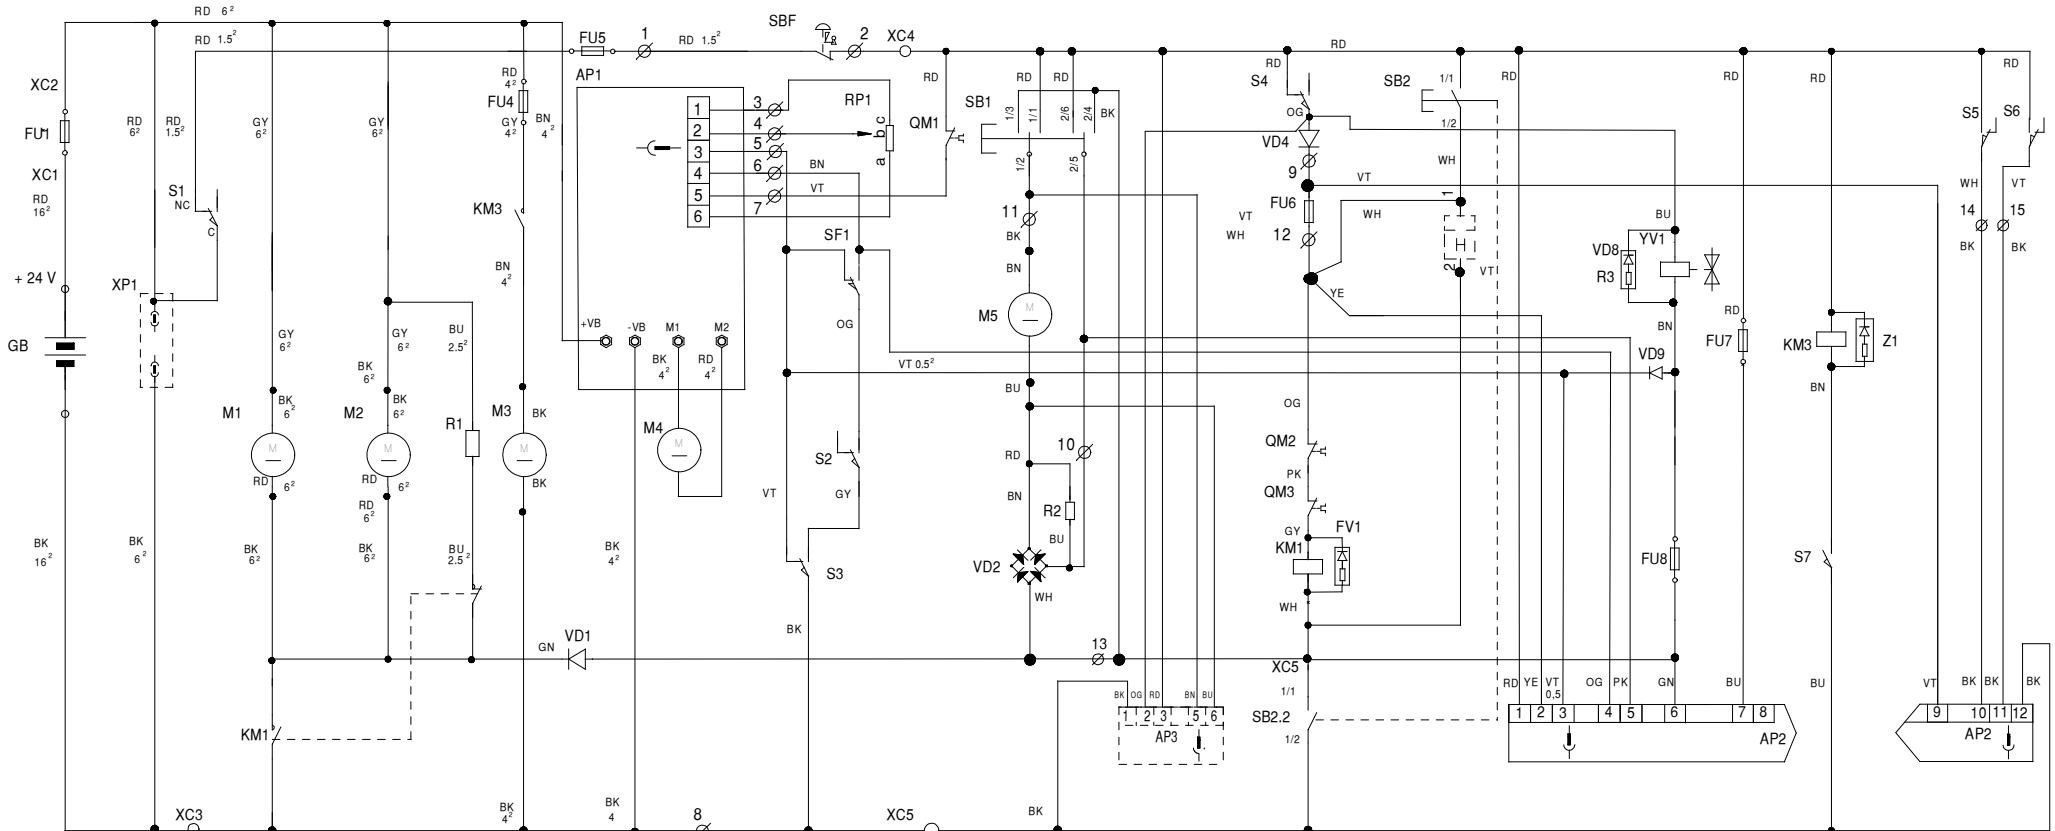 RD 6²
SBF
RD 1.5²
FU5
1
RD 1.5²
2
XC4
RD
XC2
RD
4²
AP1
RD
RD
RD
S4
RD
SB2
1/1
RD
RD
RD
RD
RD
FU4
BN
4²
1
3
RP1
c
SB1
1/3
1/1
2/6
2/4
BK
OG
S5
S6
FU1
RD
6²
RD
1.5²
GY
6²
GY
6²
GY
4²
2
4
b
QM1
VD4
1/2
3
5
a
1/2
2/5
WH
XC1
4
6
BN
9
VT
RD
16²
S1
NC
C
KM3
5
VT
FU6
WH
VT
6
7
11
VT
WH
WH
1
BU
14
15
SF1
BK
12
H
YV1
BK
BK
BN
4²
BN
2
VT
VD8
R3
+ 24 V
XP1
YE
OG
M5
M
RD
GB
GY
6²
GY
6²
BU
2.5²
+VB
-VB
M1
M2
BN
FU7
KM3
Z1
BK
6²
BK
4²
RD
4²
VT 0.5²
VD9
BU
BN
M1
BK
6²
M2
BK
6²
M3
BK
OG
R1
M4
M
QM2
M
M
M
S2
10
RD
PK
RD
6²
6²
BK
VT
GY
BN
QM3
RD
6²
R2
GY
FV1
BK
16²
BK
6²
BK
6²
BK
6²
BU
2.5²
BK
4²
BU
KM1
FU8
S7
S3
VD2
WH
WH
BK
GN
VD1
13
XC5
BK
OG
RD
BN
BU
1/1
RD
YE
VT
0,5
OG
PK
GN
BU
BU
VT
BK
BK
BK
KM1
1
2
3
5
6
SB2.2
1
2
3
4
5
6
7
8
9
10
11
12
AP3
1/2
AP2
AP2
BK
4²
BK
4
XC3
8
XC5
BK